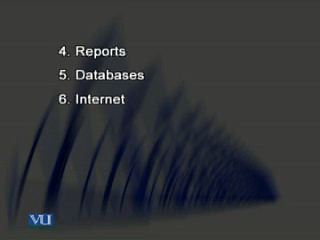 4. Reports
5. Databases
6. Internet
VU